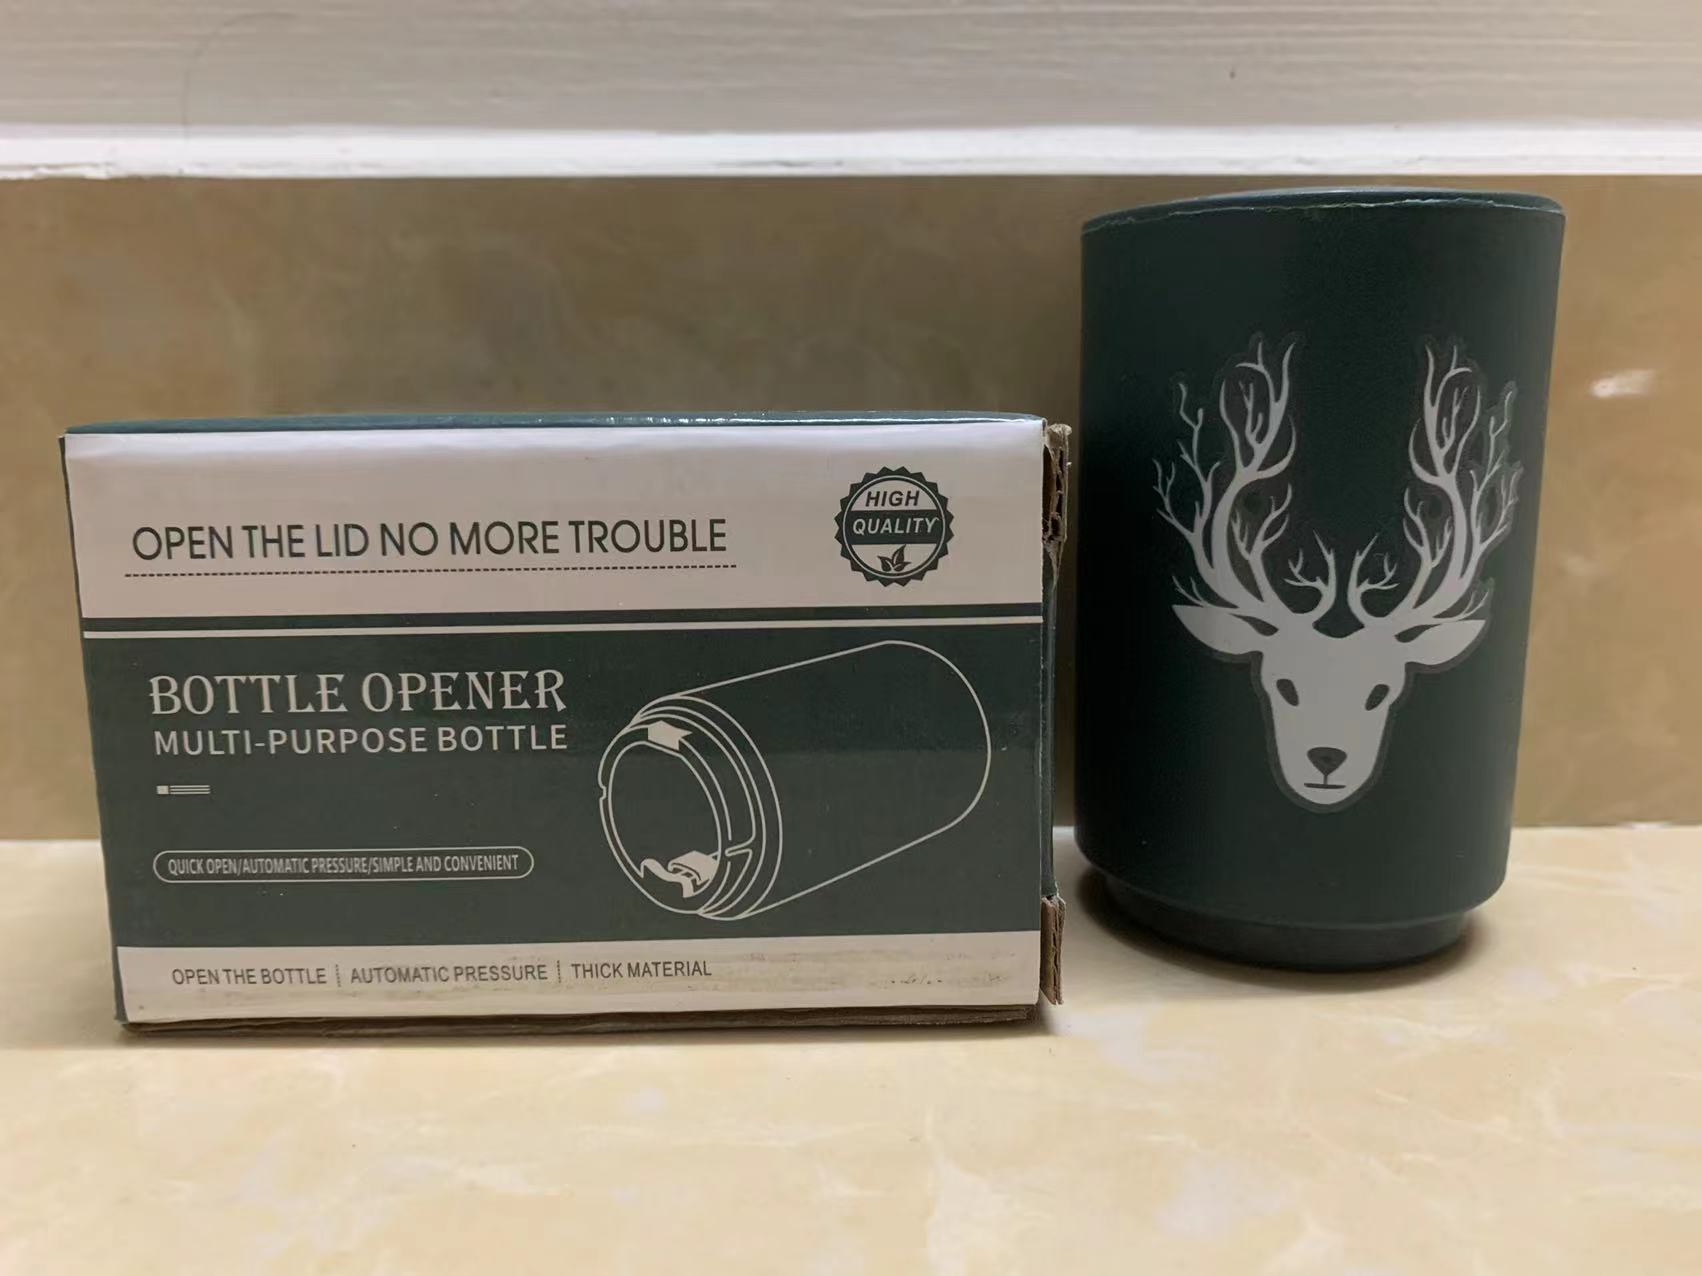 OPEN THE LID NO MORE TROUBLE
HIGH
QUALITY
BOTTLE OPENER
MULTI-PURPOSE BOTTLE
QUICK OPEN/AUTOMATIC PRESSURE/SIMPLE AND CONVENIENT
OPEN THE BOTTLE | AUTOMATIC PRESSURE | THICK MATERIAL